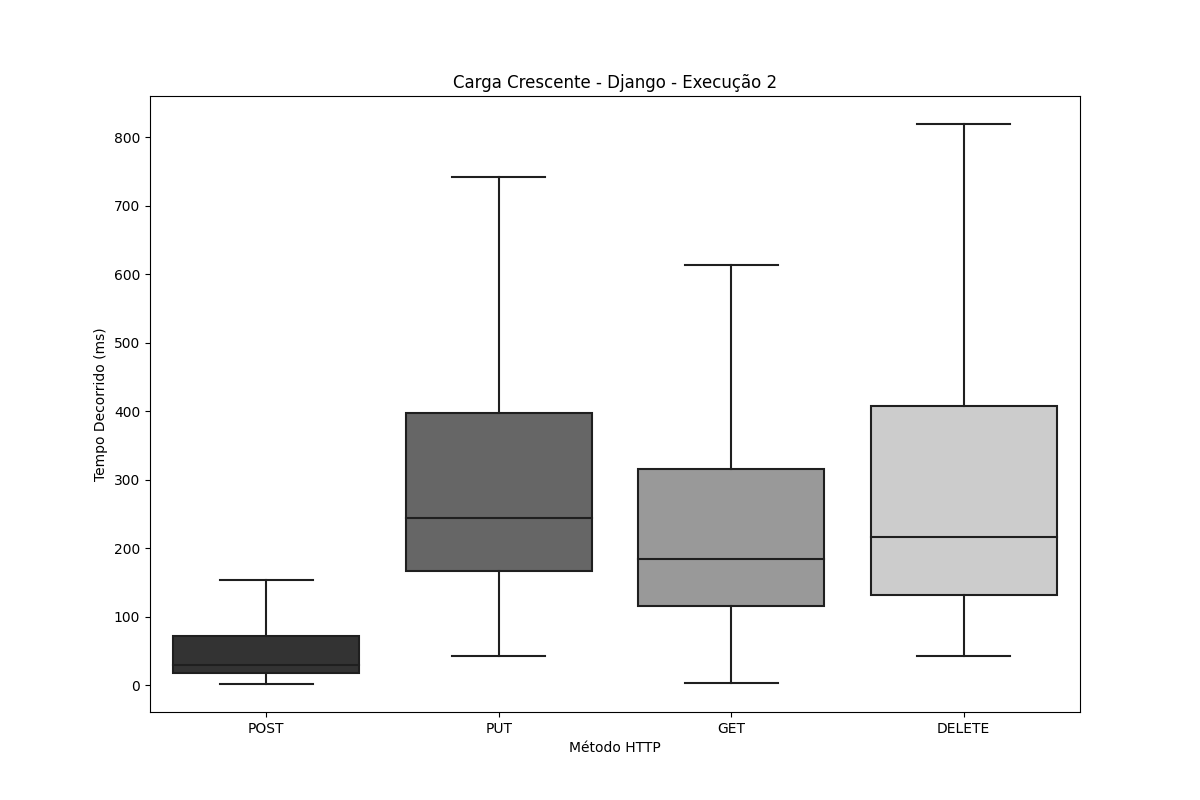 Carga Crescente - Django - Execução 2
800
700
600
500
400
300
200
100
0
Tempo Decorrido (ms)
POST PUT GET DELETE
Método HTTP